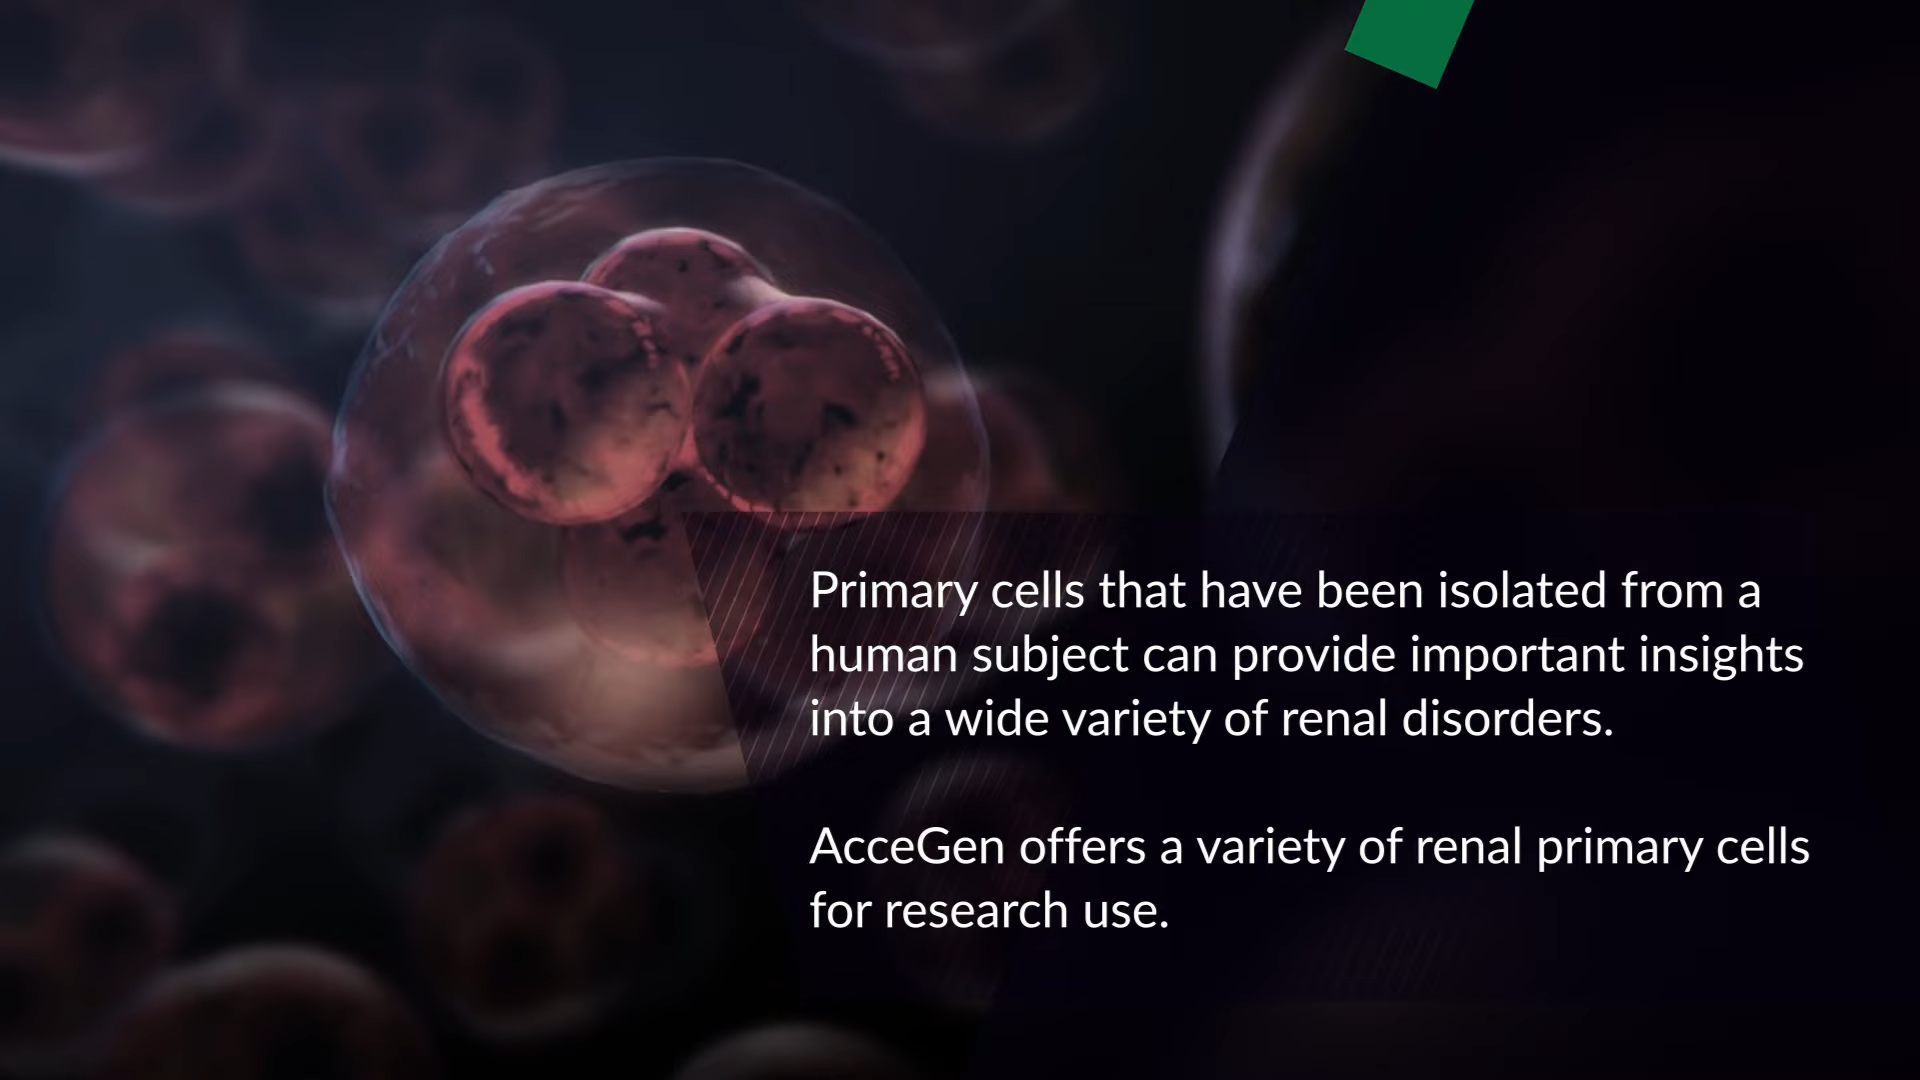 Primary cells that have been isolated from a
human subject can provide important insights
into a wide variety of renal disorders.
AcceGen offers a variety of renal primary cells
for research use.